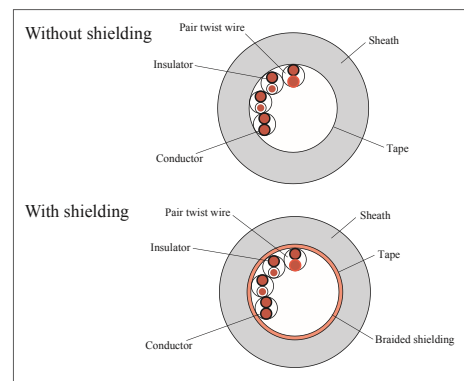 Without shielding
Pair twist wire
Sheath
Insulator
Tape
Conductor
With shielding
Pair twist wire
Sheath
Insulator
Tape
Braided shielding
Conductor